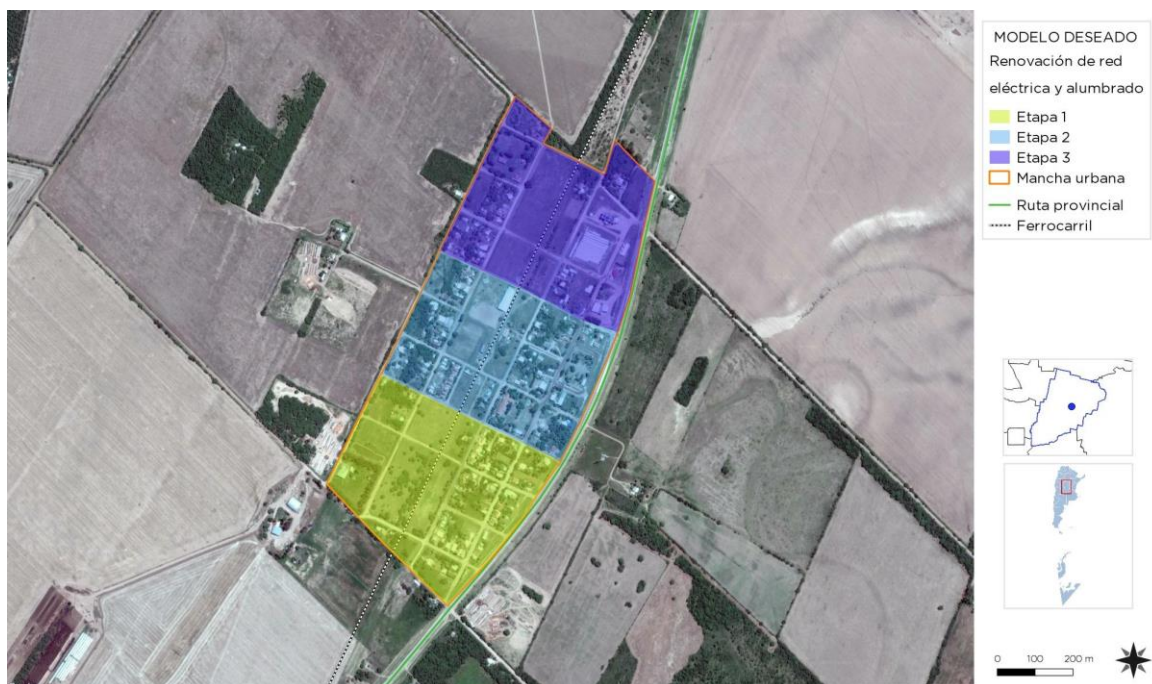 MODELO DESEADO
Renovación de red
eléctrica y alumbrado
Etapa 1
Etapa 2
Etapa 3
Mancha urbana
Ruta provincial
Ferrocarril
0 100 200 m